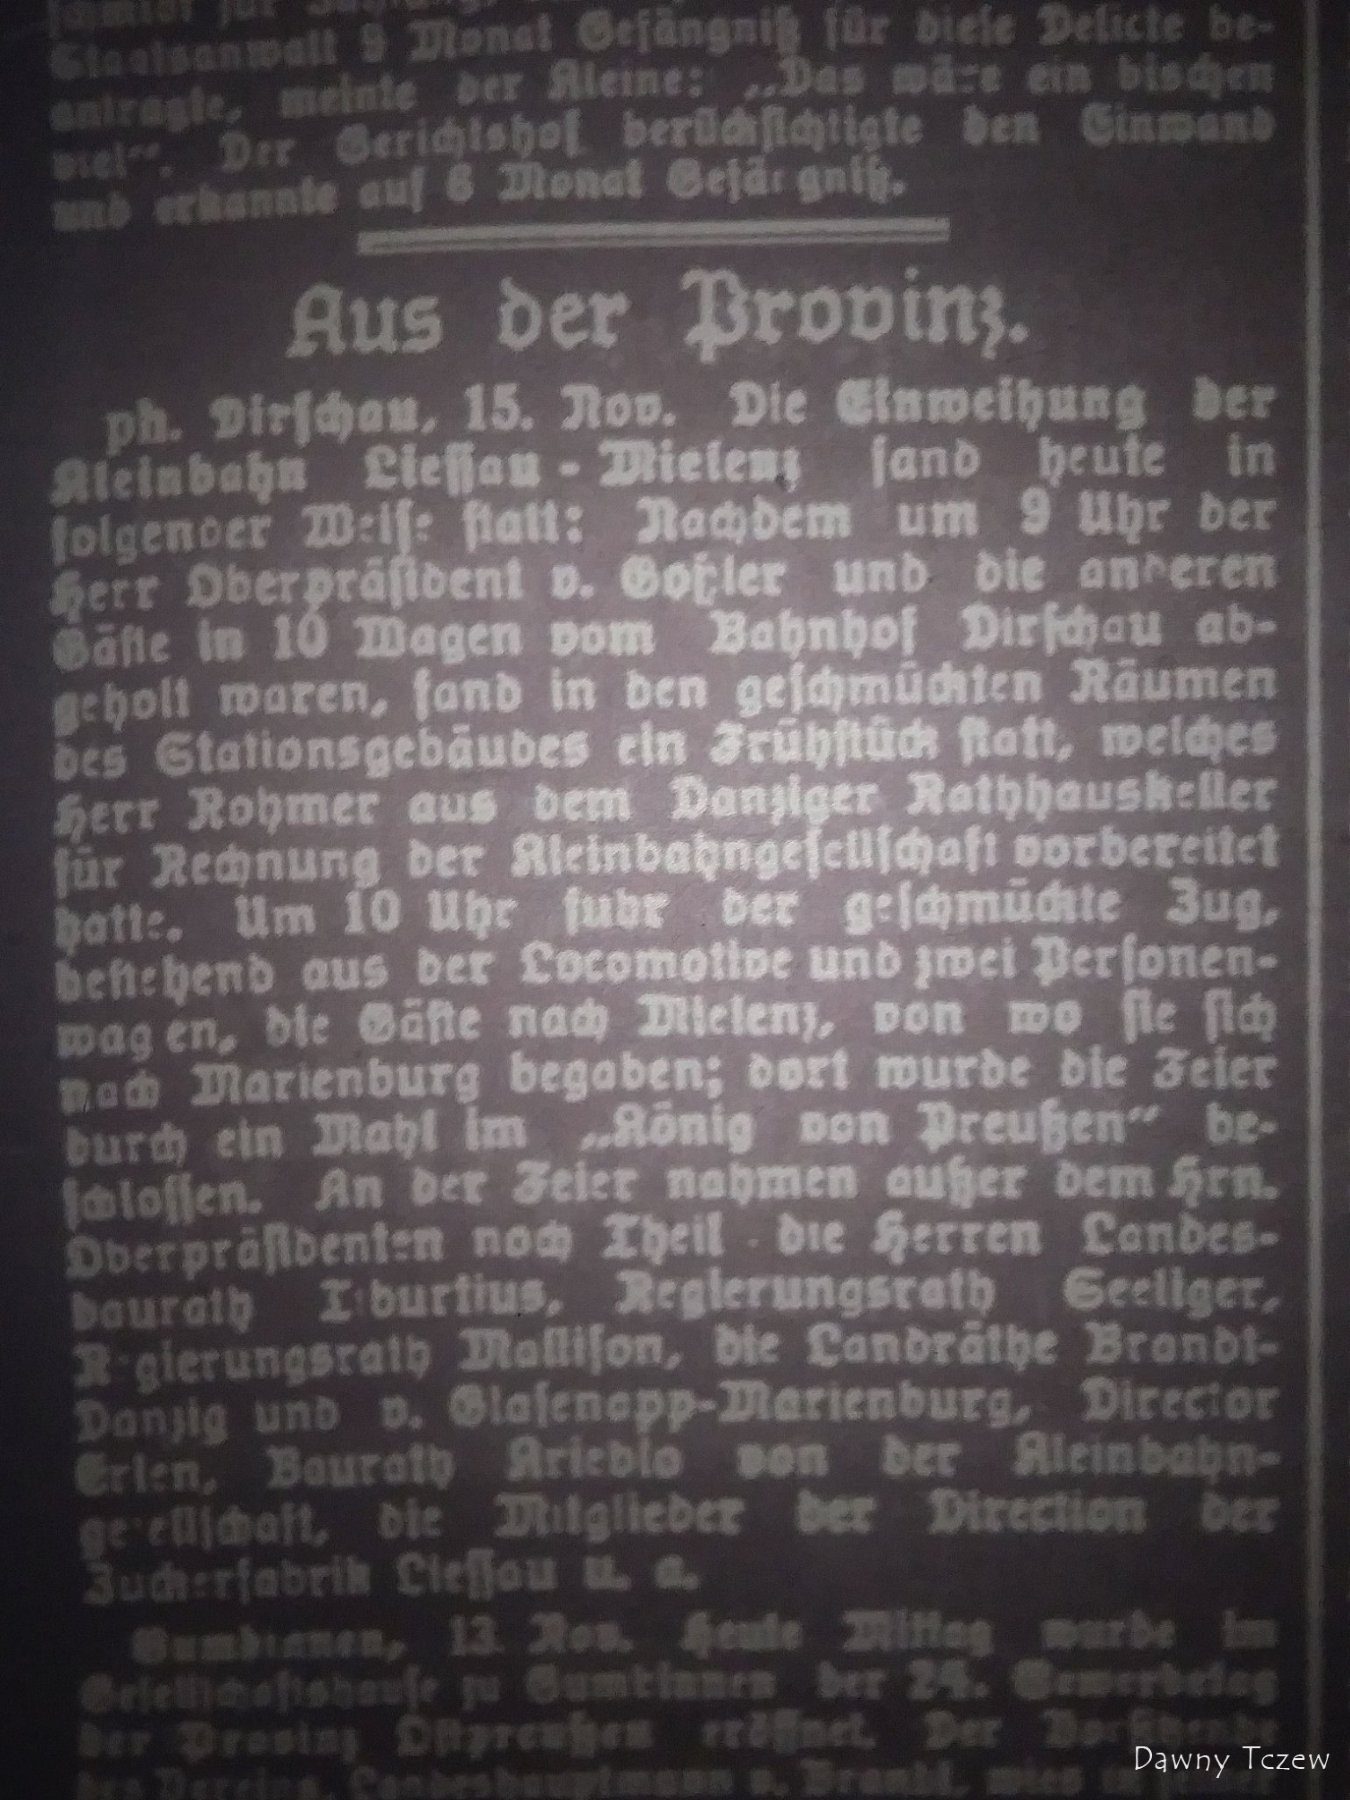 Staatsanwalt 9 Monat Gefängniß für diese Delicte be-
antragte, meinte der Kleine: „Das wäre ein bischen
viel“. Der Gerichtshof berücksichtigte den Einwand
und erkannte auf 6 Monat Gefängniß.
Aus der Provinz.
ph. Dirschau, 15. Nov. Die Einweihung der
Kleinbahn Liessau - Mielenz fand heute in
folgender Weise statt: Nachdem um 9 Uhr der
Herr Oberpräsident v. Goßler und die anderen
Gäste in 10 Wagen vom Bahnhof Dirschau ab-
geholt waren, fand in den geschmückten Räumen
des Stationsgebäudes ein Frühstück statt, welches
Herr Rohmer aus dem Danziger Rathhauskeller
für Rechnung der Kleinbahngesellschaft vorbereitet
hatte. Um 10 Uhr fuhr der geschmückte Zug,
bestehend aus der Locomotive und zwei Personen-
wagen, die Gäste nach Mielenz, von wo sie sich
nach Marienburg begaben; dort wurde die Feier
durch ein Mahl im „König von Preußen“ be-
schlossen. An der Feier nahmen außer dem Hrn.
Oberpräsidenten noch Theil die Herren Landes-
baurath Tiburtius, Regierungsrath Seeliger,
Regierungsrath Mallison, die Landräthe Brandt-
Danzig und v. Glasenapp-Marienburg, Director
Erlen, Baurath Krieblo von der Kleinbahn-
gesellschaft, die Mitglieder der Direction der
Zuckerfabrik Liessau u. a.
Gumbinnen, 13. Nov. Heute Mittag wurde im
Gesellschaftshause zu Gumbinnen der 24. Gewerbetag
der Provinz Ostpreußen eröffnet. Der Vorsitzende
des Vereins, Landeshauptmann v. Brandt, wies
Dawny Tczew